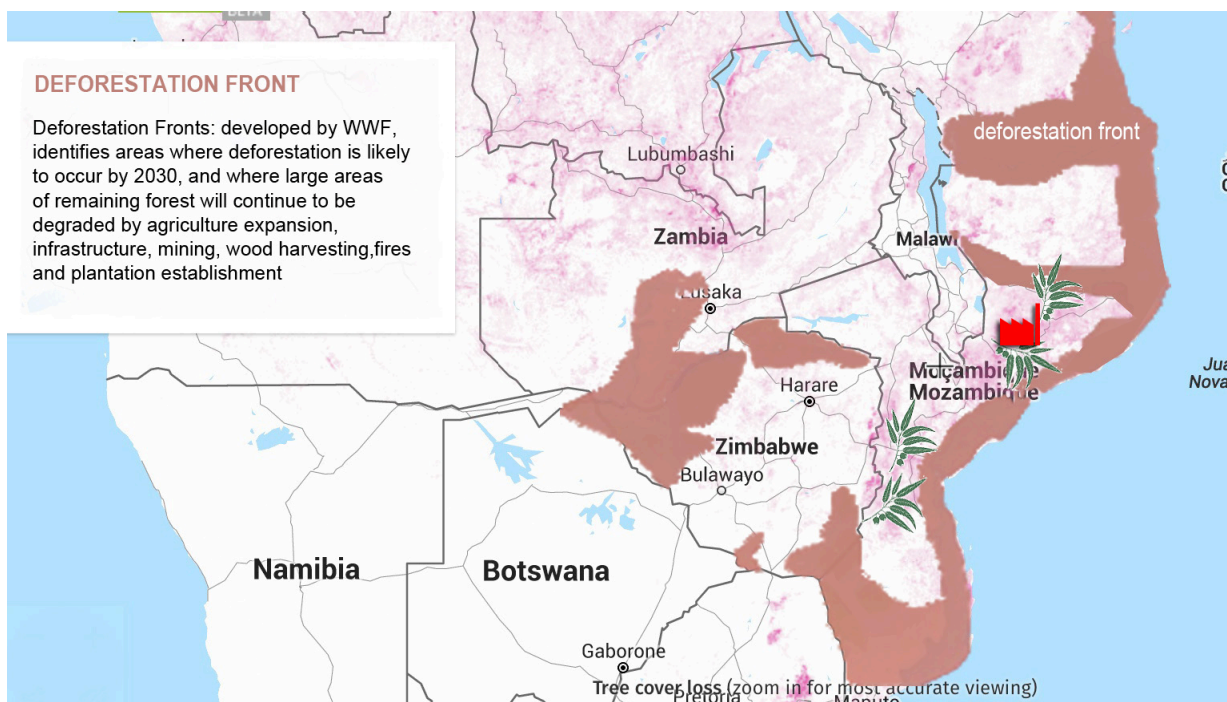 BETA
DEFORESTATION FRONT
Deforestation Fronts: developed by WWF,
identifies areas where deforestation is likely
to occur by 2030, and where large areas
of remaining forest will continue to be
degraded by agriculture expansion,
infrastructure, mining, wood harvesting,fires
and plantation establishment
deforestation front
Lubumbashi
Zambia
Malawi
Lusaka
Moçambique
Mozambique
Harare
Zimbabwe
Bulawayo
Namibia
Botswana
Gaborone
Tree cover loss (zoom in for most accurate viewing)
Pretoria
Maputo
Jua
Nova